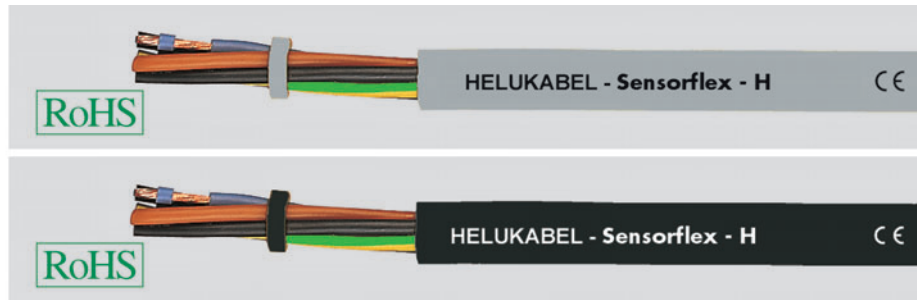 HELUKABEL - Sensorflex - H CE
RoHS
HELUKABEL - Sensorflex - H CE
RoHS